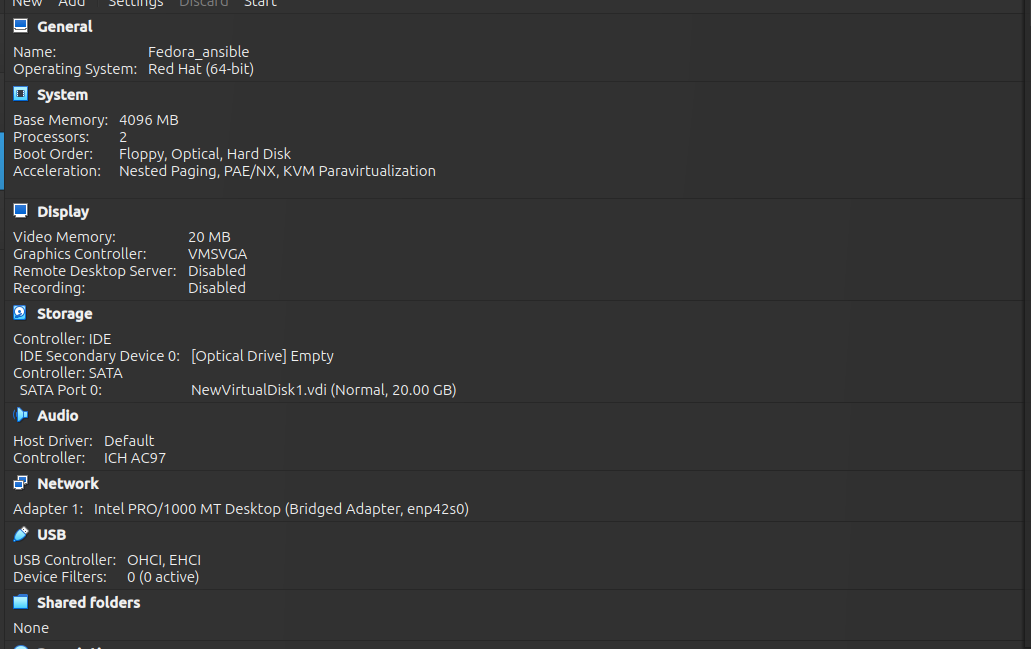 New Add Settings Discard Start
General
Name: Fedora_ansible
Operating System: Red Hat (64-bit)
System
Base Memory: 4096 MB
Processors: 2
Boot Order: Floppy, Optical, Hard Disk
Acceleration: Nested Paging, PAE/NX, KVM Paravirtualization
Display
Video Memory: 20 MB
Graphics Controller: VMSVGA
Remote Desktop Server: Disabled
Recording: Disabled
Storage
Controller: IDE
IDE Secondary Device 0: [Optical Drive] Empty
Controller: SATA
SATA Port 0: NewVirtualDisk1.vdi (Normal, 20.00 GB)
Audio
Host Driver: Default
Controller: ICH AC97
Network
Adapter 1: Intel PRO/1000 MT Desktop (Bridged Adapter, enp42s0)
USB
USB Controller: OHCI, EHCI
Device Filters: 0 (0 active)
Shared folders
None